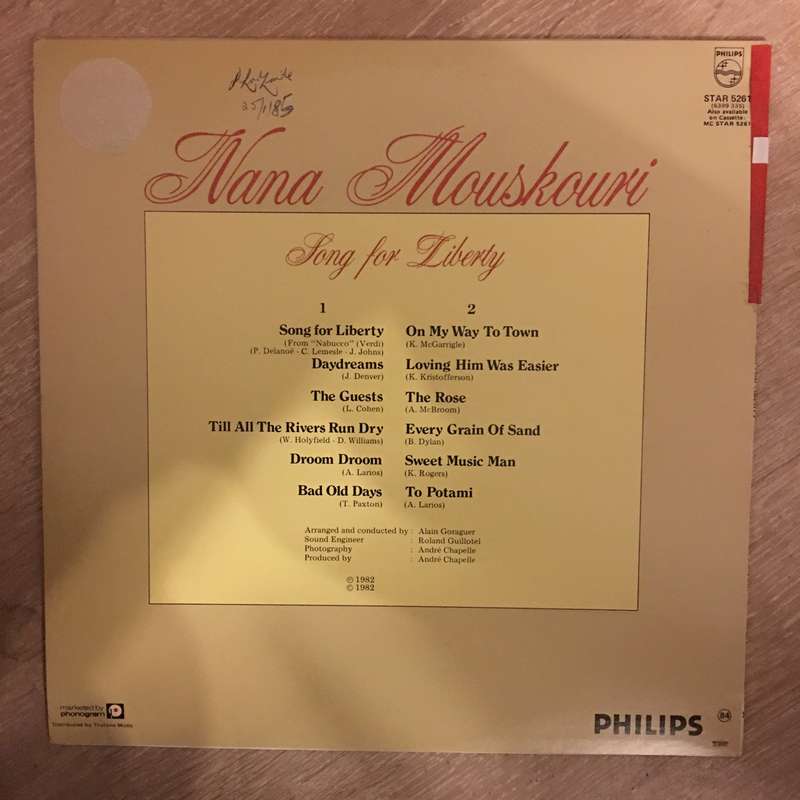 25/1/85
PHILIPS
STAR 5261
(6399 335)
Also available
on Cassette:
MC STAR 5261
Nana Mouskouri
Song for Liberty
1
Song for Liberty
(From "Nabucco" (Verdi)
(P. Delanoë - C. Lemesle - J. Johns)
Daydreams
(J. Denver)
The Guests
(L. Cohen)
Till All The Rivers Run Dry
(W. Holyfield - D. Williams)
Droom Droom
(A. Larios)
Bad Old Days
(T. Paxton)
2
On My Way To Town
(K. McGarrigle)
Loving Him Was Easier
(K. Kristofferson)
The Rose
(A. McBroom)
Every Grain Of Sand
(B. Dylan)
Sweet Music Man
(K. Rogers)
To Potami
(A. Larios)
Arranged and conducted by : Alain Goraguer
Sound Engineer : Roland Guillotel
Photography : André Chapelle
Produced by : André Chapelle
℗ 1982
© 1982
marketed by
phonogram
Distributed by Trutone Music
PHILIPS
84